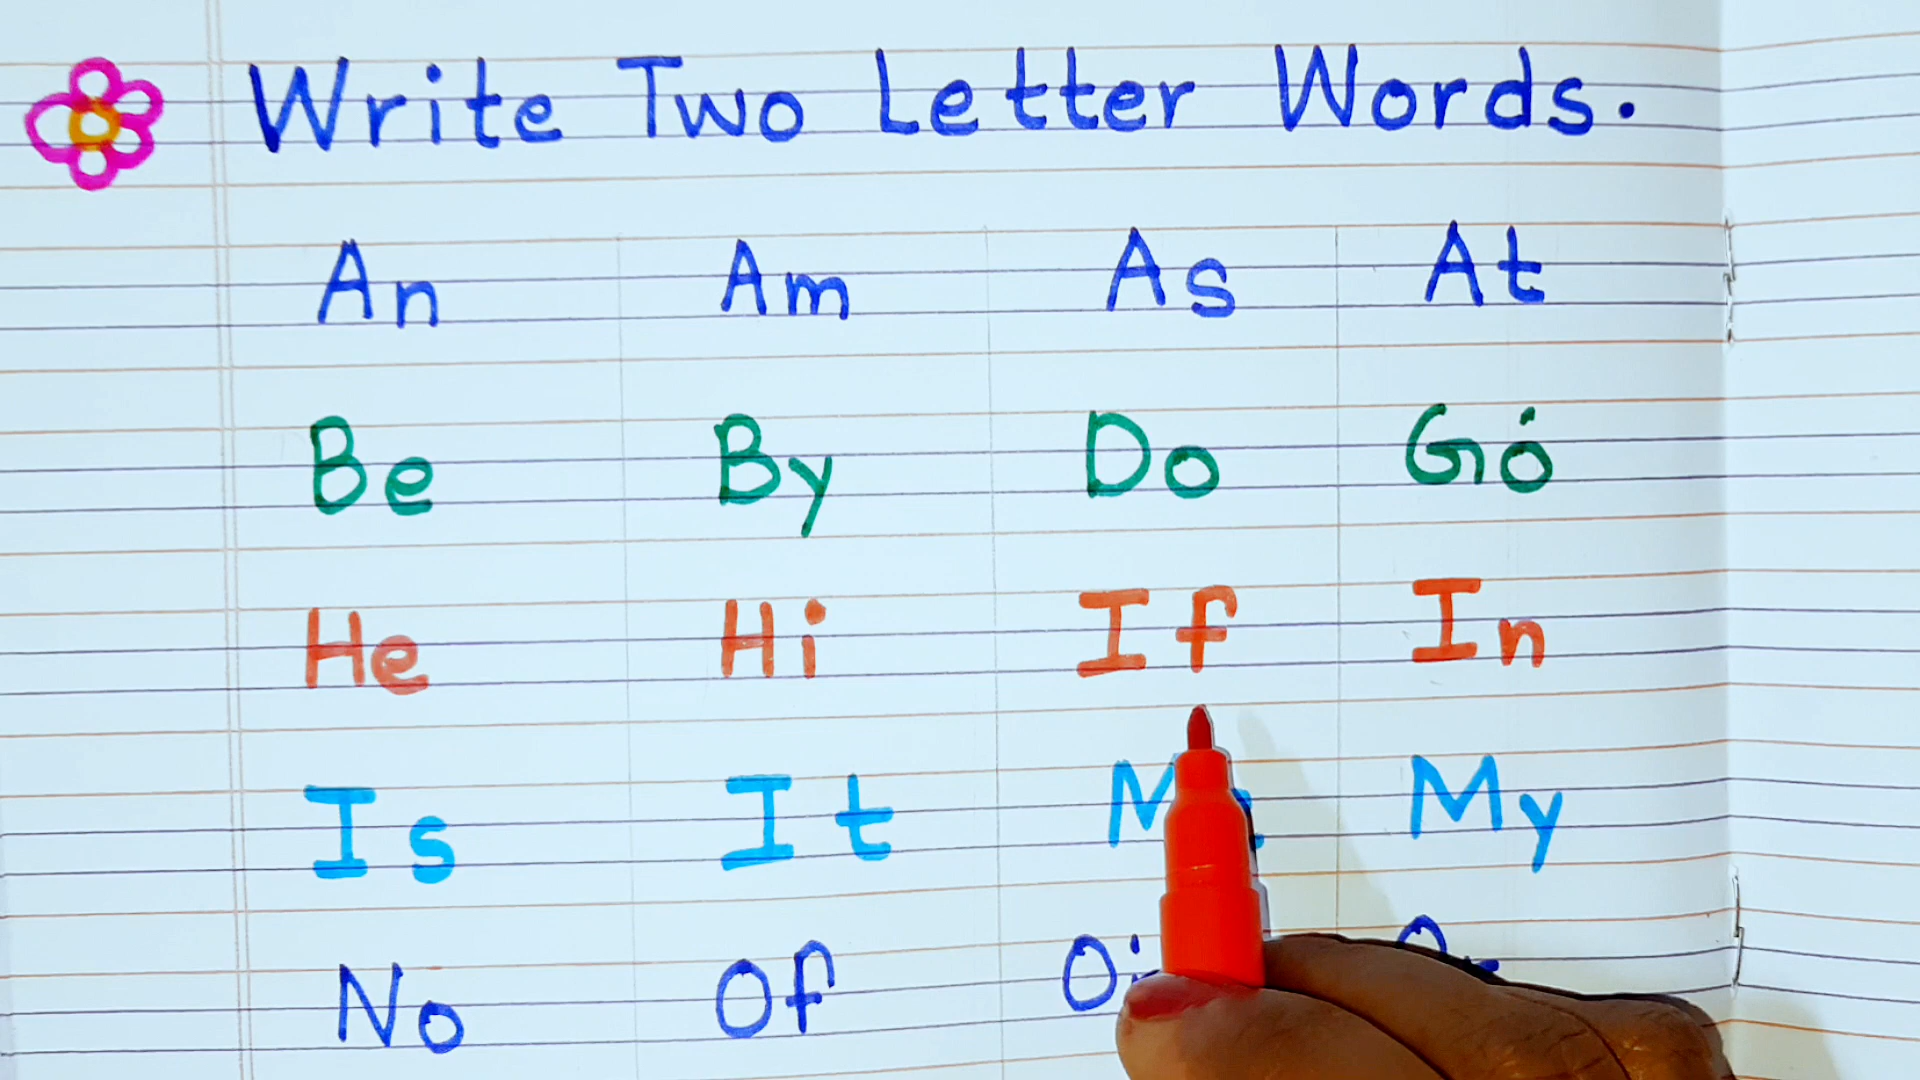 Write Two Letter Words.
An Am As At
Be By Do Go
He Hi If In
Is It My
No Of